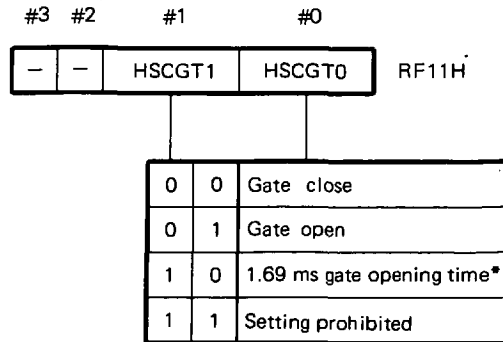 #3 #2 #1 #0
— — HSCGT1 HSCGT0 RF11H
0 0 Gate close
0 1 Gate open
1 0 1.69 ms gate opening time*
1 1 Setting prohibited